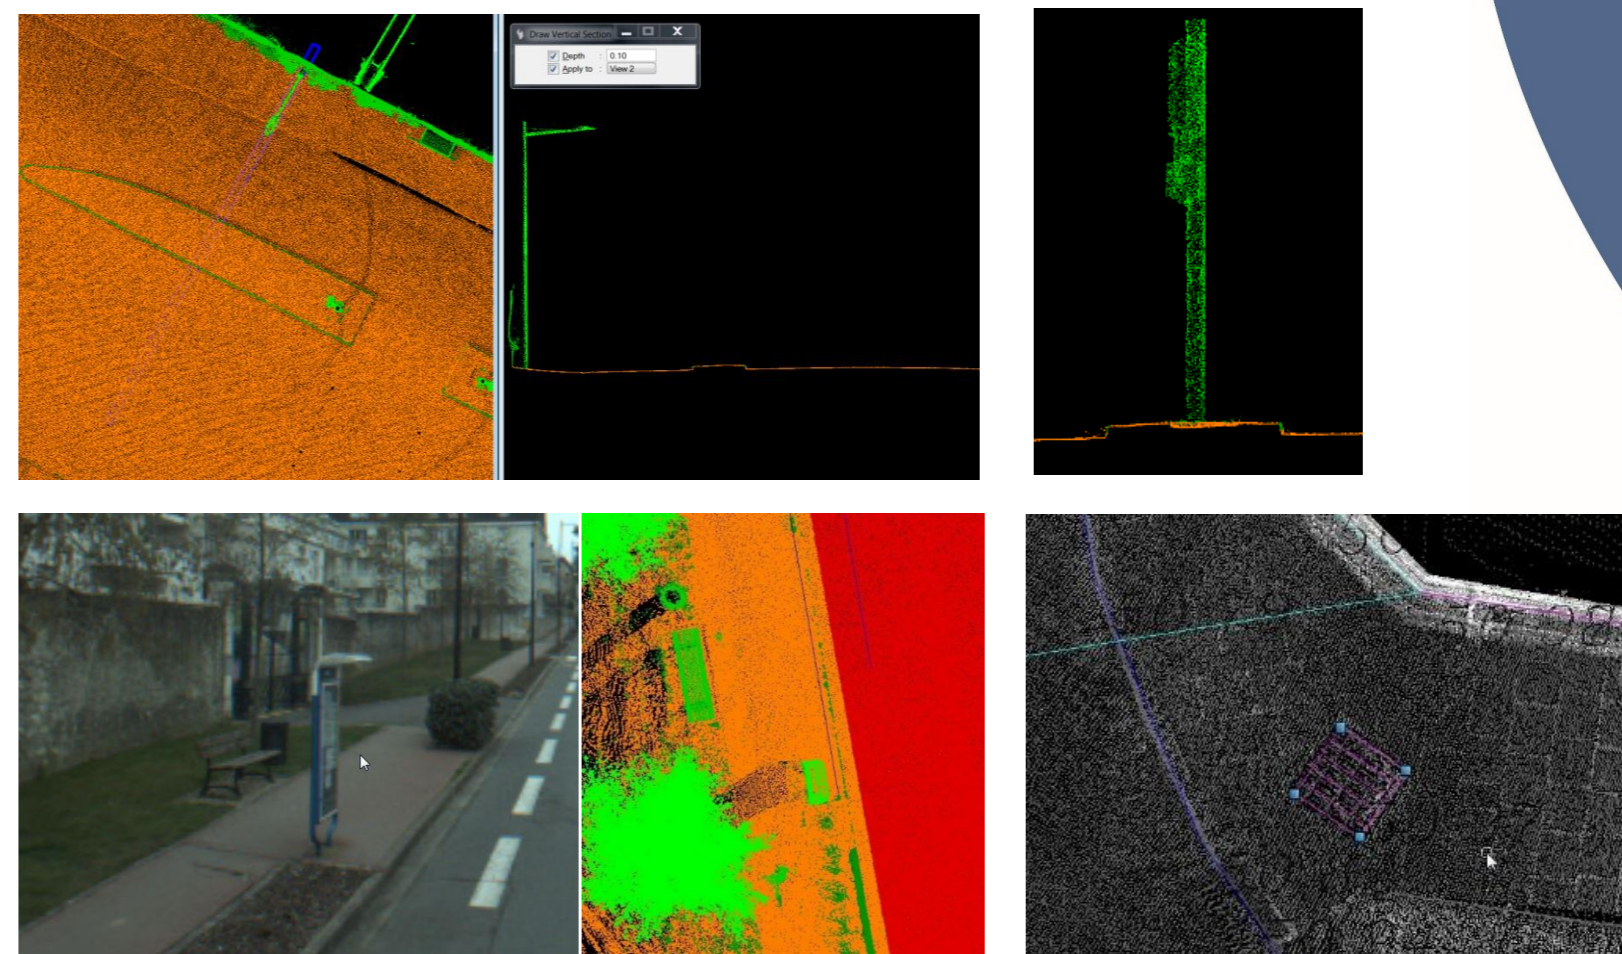 Draw Vertical Section
Depth : 0.10
Apply to : View 2